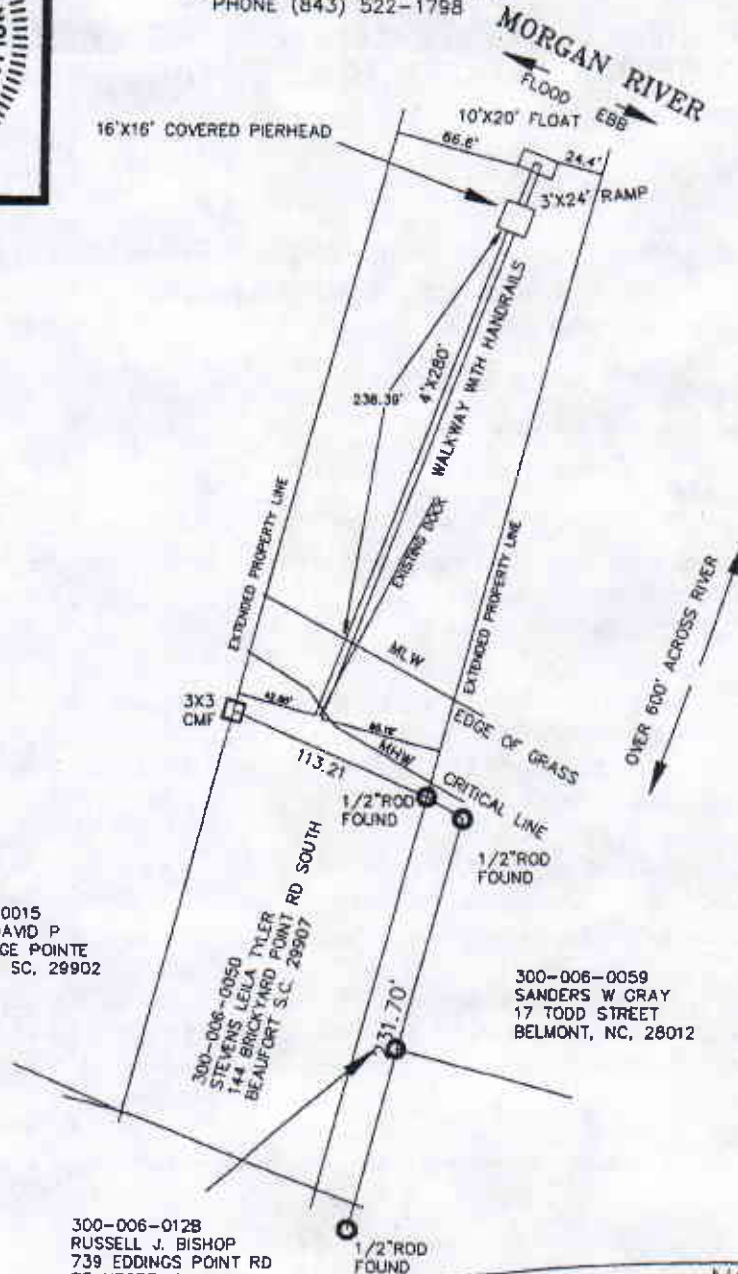 PHONE (843) 522-1798
MORGAN RIVER
FLOOD EBB
10'X20' FLOAT
16'X16' COVERED PIERHEAD
66.6'
24.4'
3'X24' RAMP
238.39'
4'X280'
WALKWAY WITH HANDRAILS
EXISTING DOCK
EXTENDED PROPERTY LINE
EXTENDED PROPERTY LINE
OVER 600' ACROSS RIVER
MLW
EDGE OF GRASS
3X3
CMF
MHW
CRITICAL LINE
113.21
1/2"ROD
FOUND
1/2"ROD
FOUND
0015
DAVID P
GE POINTE
SC, 29902
300-006-0050
STEVENS LEILA TYLER
144 BRICKYARD POINT RD SOUTH
BEAUFORT S.C. 29907
31.70'
300-006-0059
SANDERS W GRAY
17 TODD STREET
BELMONT, NC, 28012
300-006-012B
RUSSELL J. BISHOP
739 EDDINGS POINT RD
1/2"ROD
FOUND